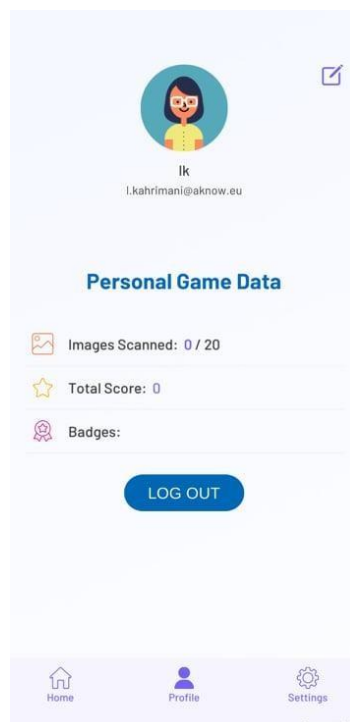 lk
l.kahrimani@aknow.eu
Personal Game Data
Images Scanned: 0 / 20
Total Score: 0
Badges:
LOG OUT
Home Profile Settings